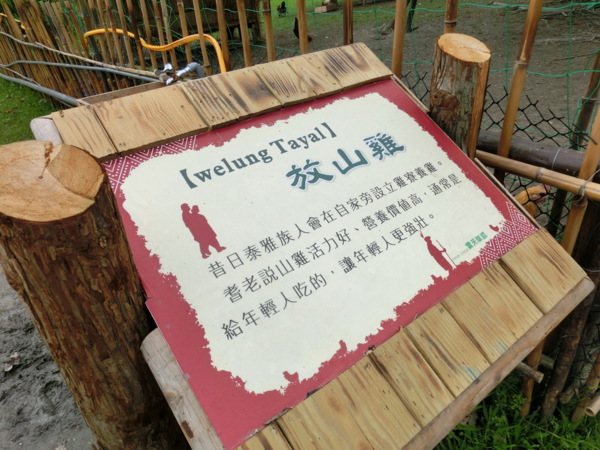 【welung Tayal】
放山雞
昔日泰雅族人會在自家旁設立雞寮養雞。
耆老說山雞活力好、營養價值高，通常是
給年輕人吃的，讓年輕人更強壯。